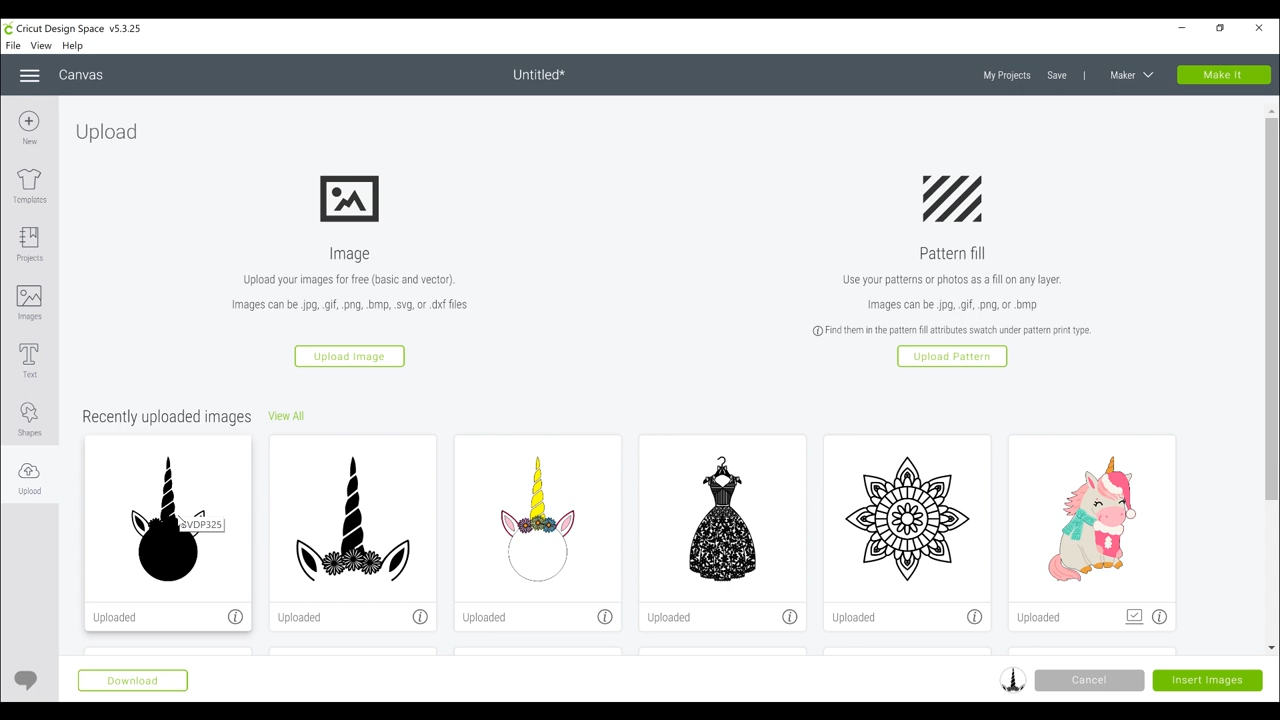 Cricut Design Space v5.3.25
File View Help
Canvas
Untitled*
My Projects Save | Maker Make It
New
Templates
Projects
Images
Text
Shapes
Upload
Upload
Image
Upload your images for free (basic and vector).
Images can be .jpg, .gif, .png, .bmp, .svg, or .dxf files
Upload Image
Pattern fill
Use your patterns or photos as a fill on any layer.
Images can be .jpg, .gif, .png, or .bmp
Find them in the pattern fill attributes swatch under pattern print type.
Upload Pattern
Recently uploaded images View All
SVDP325
Uploaded
Uploaded
Uploaded
Uploaded
Uploaded
Uploaded
Download
Cancel
Insert Images